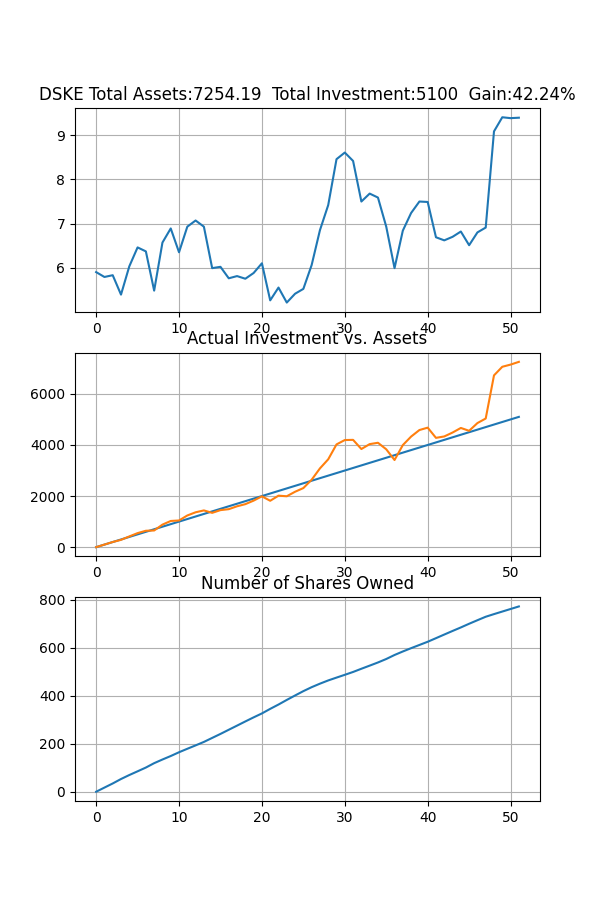 DSKE Total Assets:7254.19  Total Investment:5100  Gain:42.24%
9
8
7
6
0 10 20 30 40 50
Actual Investment vs. Assets
6000
4000
2000
0
0 10 20 30 40 50
Number of Shares Owned
800
600
400
200
0
0 10 20 30 40 50